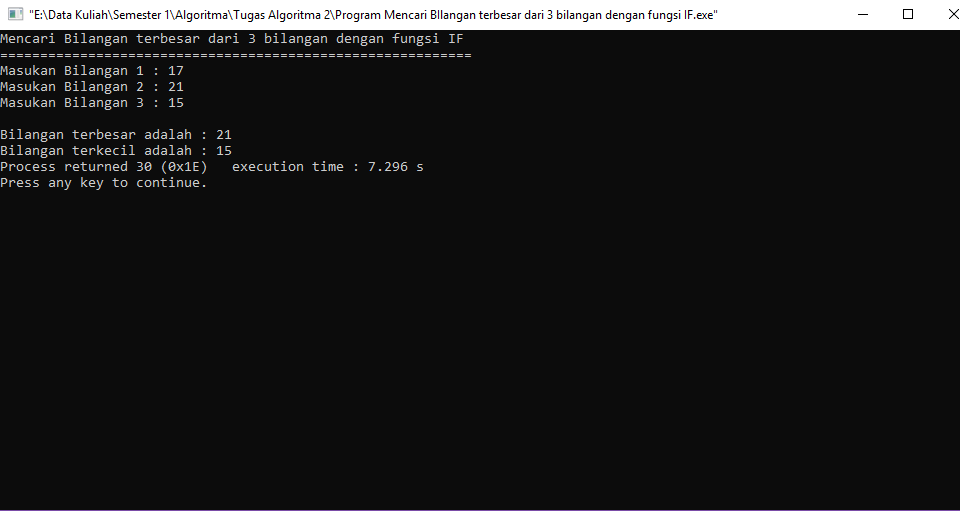 "E:\Data Kuliah\Semester 1\Algoritma\Tugas Algoritma 2\Program Mencari BIlangan terbesar dari 3 bilangan dengan fungsi IF.exe"
Mencari Bilangan terbesar dari 3 bilangan dengan fungsi IF
===========================================================
Masukan Bilangan 1 : 17
Masukan Bilangan 2 : 21
Masukan Bilangan 3 : 15
Bilangan terbesar adalah : 21
Bilangan terkecil adalah : 15
Process returned 30 (0x1E)   execution time : 7.296 s
Press any key to continue.